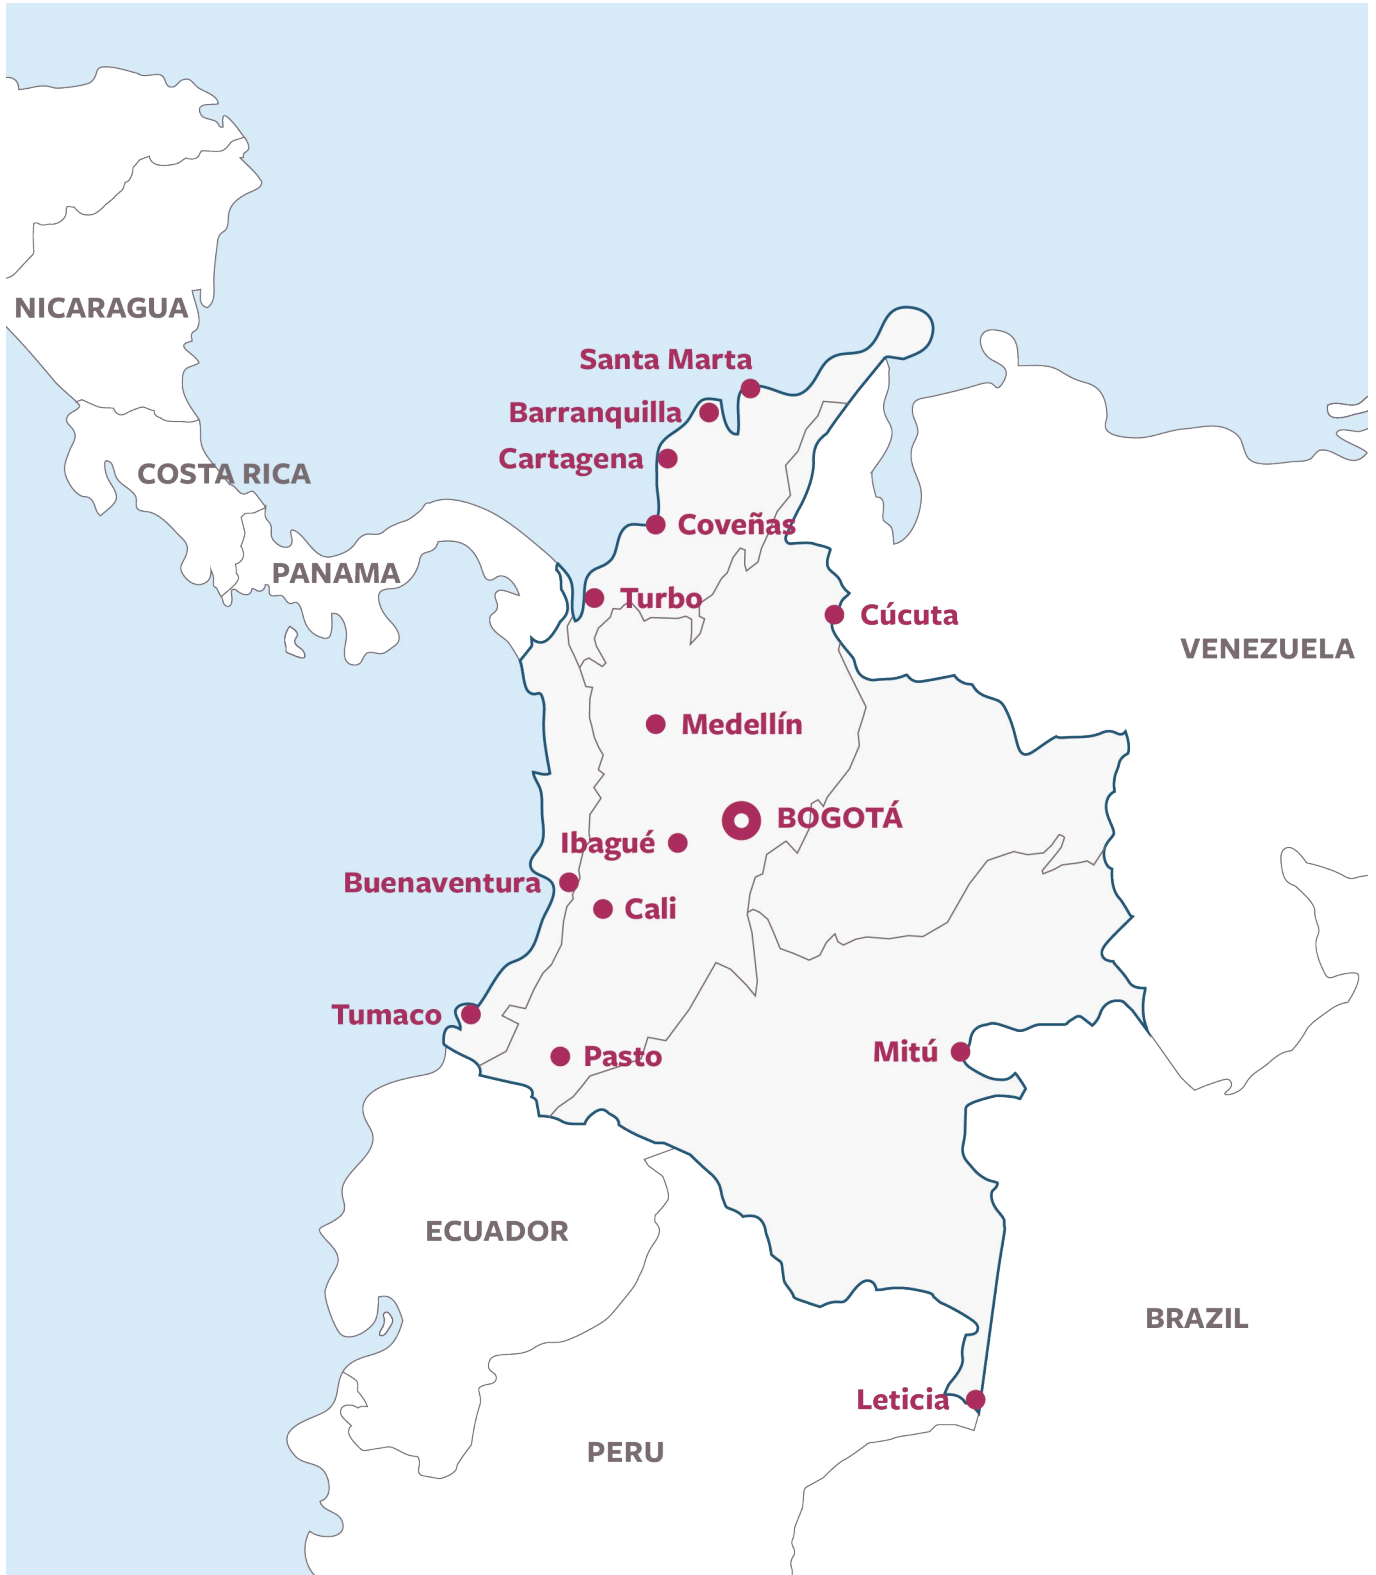 NICARAGUA
Santa Marta
Barranquilla
Cartagena
COSTA RICA
Coveñas
PANAMA
Turbo
Cúcuta
VENEZUELA
Medellín
BOGOTÁ
Ibagué
Buenaventura
Cali
Tumaco
Mitú
Pasto
ECUADOR
BRAZIL
Leticia
PERU